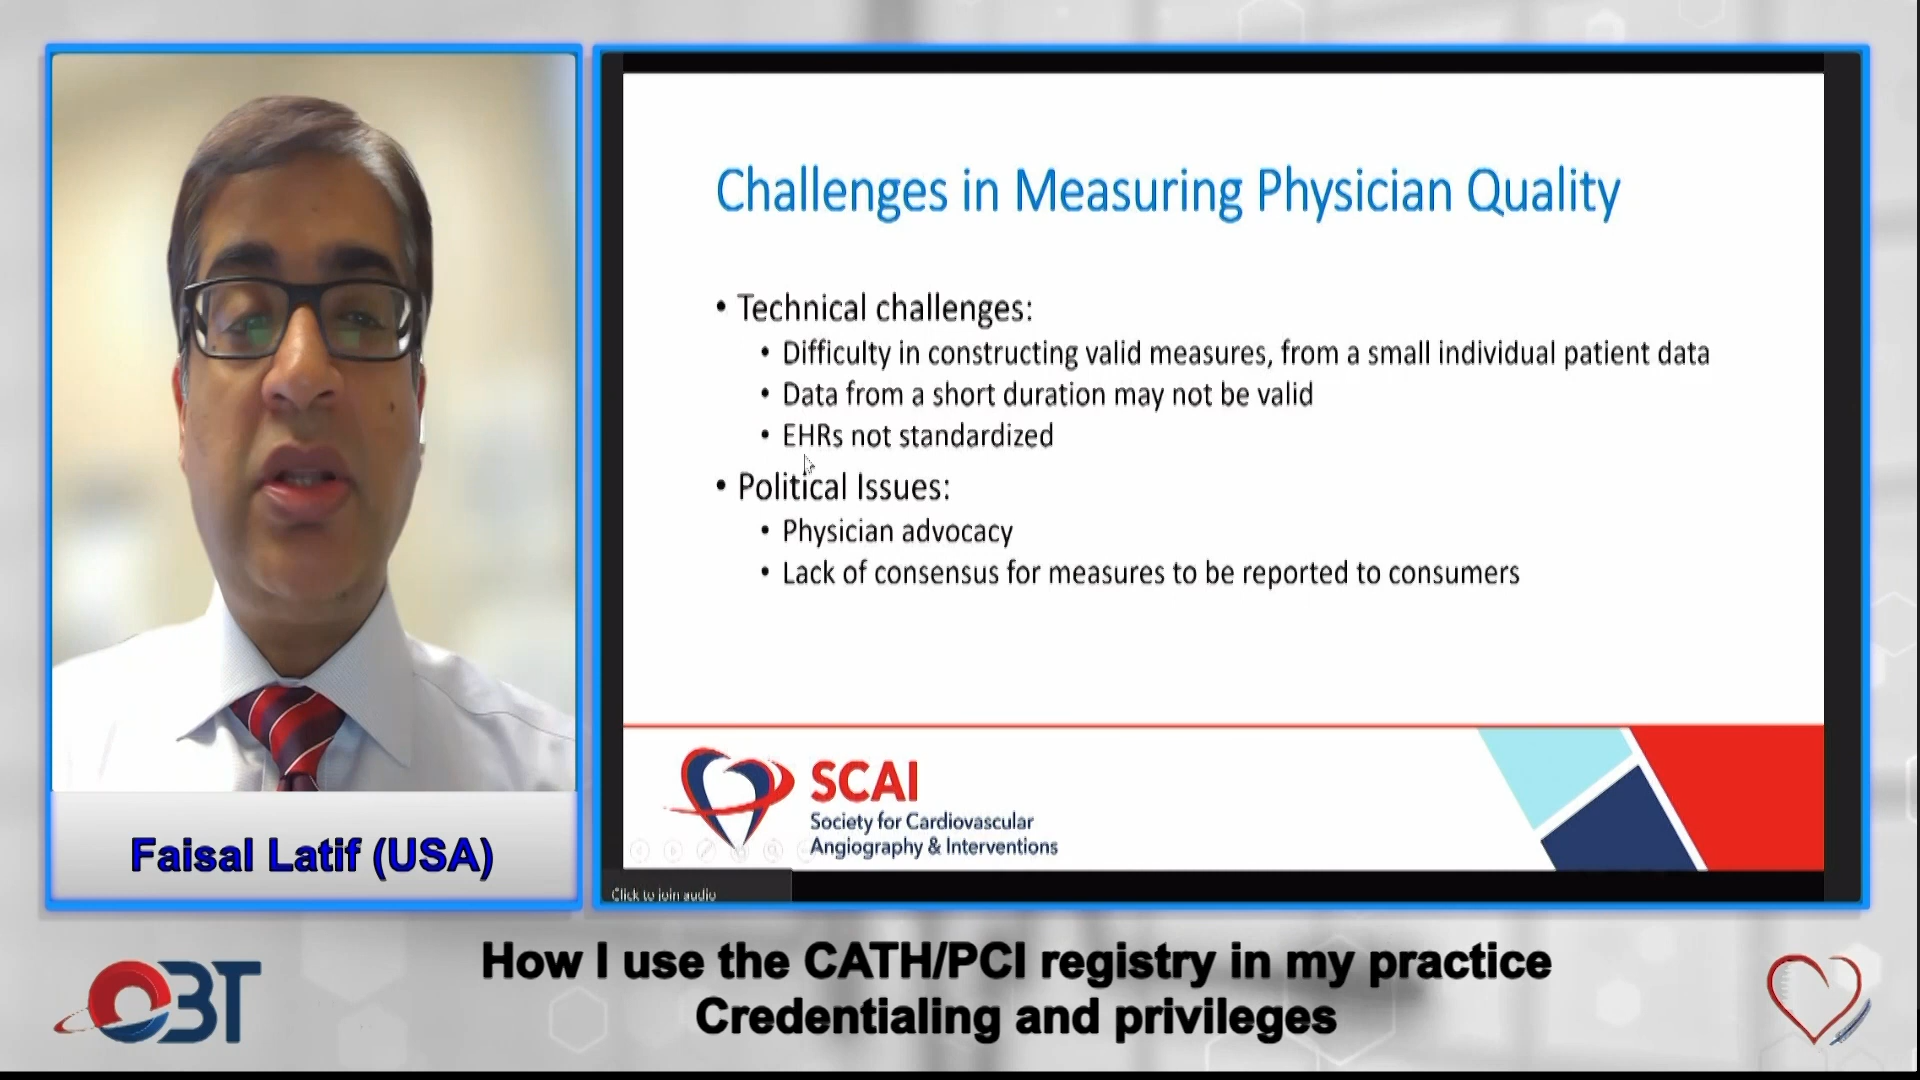 Challenges in Measuring Physician Quality
• Technical challenges:
• Difficulty in constructing valid measures, from a small individual patient data
• Data from a short duration may not be valid
• EHRs not standardized
• Political Issues:
• Physician advocacy
• Lack of consensus for measures to be reported to consumers
SCAI
Society for Cardiovascular
Angiography & Interventions
Click to join audio
Faisal Latif (USA)
How I use the CATH/PCI registry in my practice
Credentialing and privileges
OBT